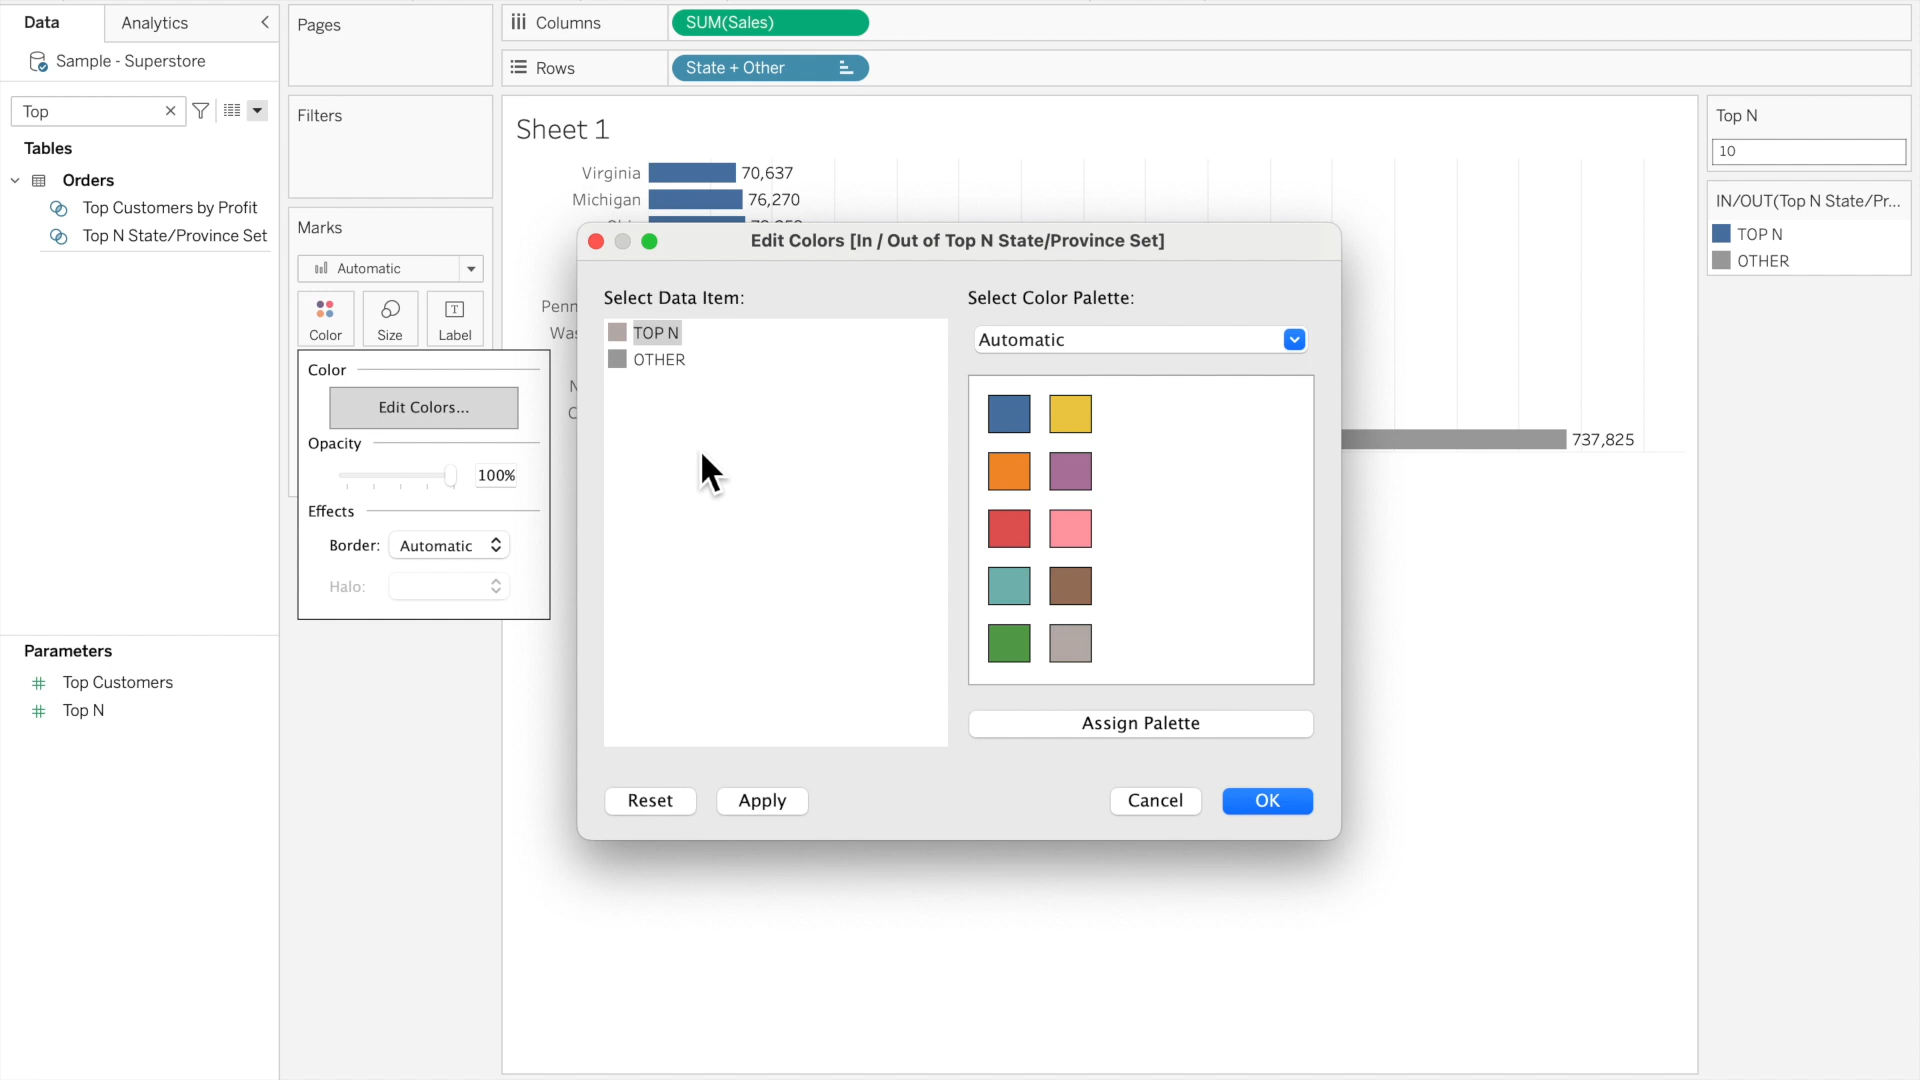 Data
Analytics
Sample - Superstore
Top
Tables
Orders
Top Customers by Profit
Top N State/Province Set
Parameters
Top Customers
Top N
Pages
Filters
Marks
Automatic
Color
Size
Label
Color
Edit Colors...
Opacity
100%
Effects
Border:
Automatic
Halo:
Columns
SUM(Sales)
Rows
State + Other
Sheet 1
Virginia
70,637
Michigan
76,270
Penn
Was
N
737,825
Edit Colors [In / Out of Top N State/Province Set]
Select Data Item:
TOP N
OTHER
Select Color Palette:
Automatic
Assign Palette
Reset
Apply
Cancel
OK
Top N
10
IN/OUT(Top N State/Pr...
TOP N
OTHER